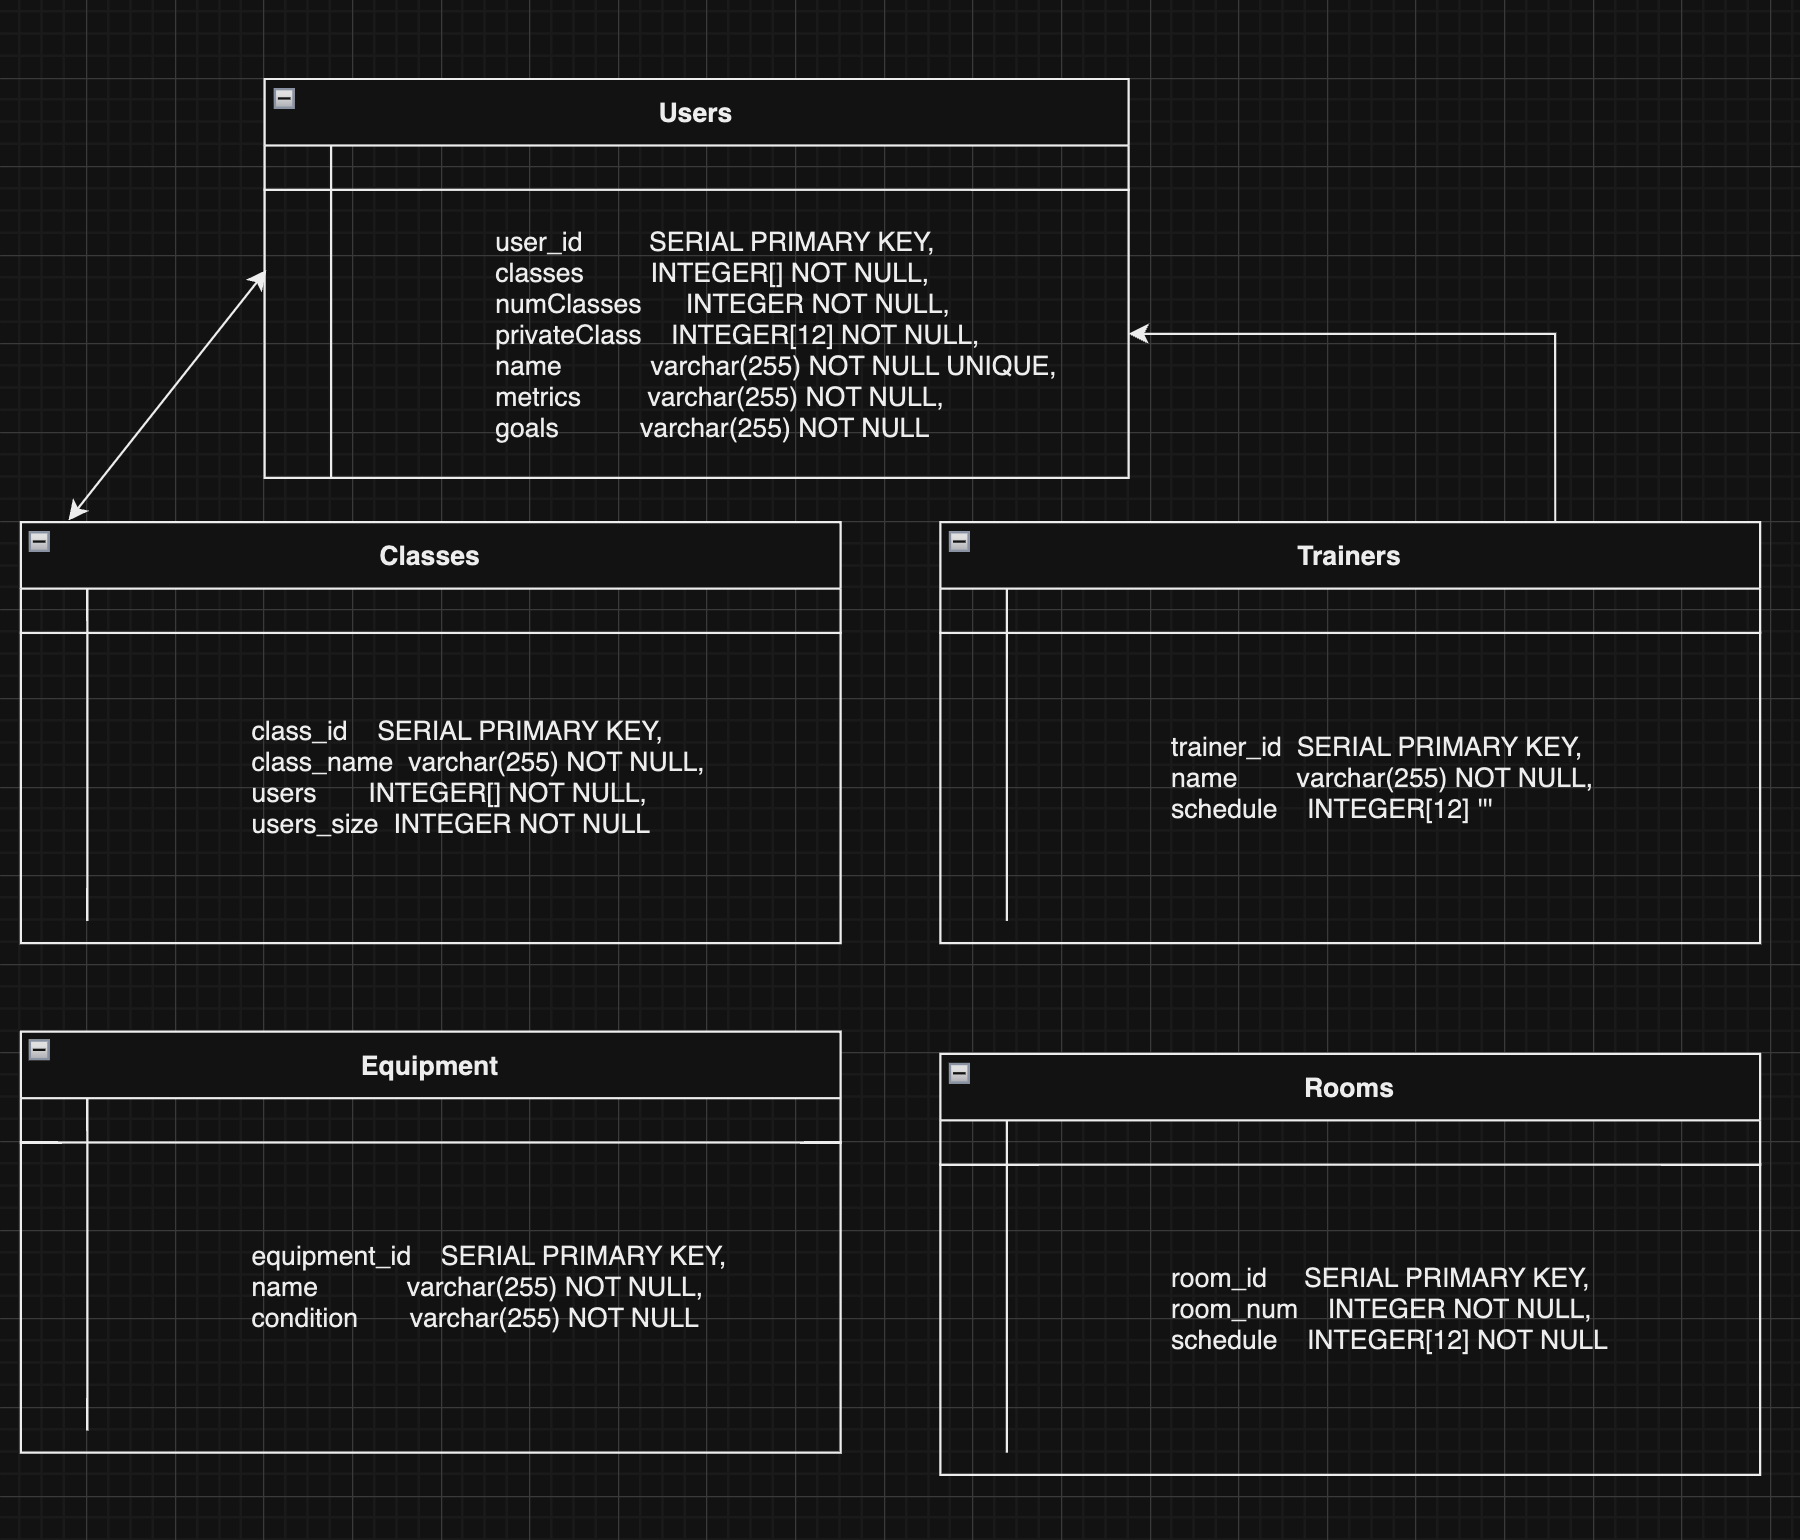 Users
user_id SERIAL PRIMARY KEY,
classes INTEGER[] NOT NULL,
numClasses INTEGER NOT NULL,
privateClass INTEGER[12] NOT NULL,
name varchar(255) NOT NULL UNIQUE,
metrics varchar(255) NOT NULL,
goals varchar(255) NOT NULL
Classes
class_id SERIAL PRIMARY KEY,
class_name varchar(255) NOT NULL,
users INTEGER[] NOT NULL,
users_size INTEGER NOT NULL
Trainers
trainer_id SERIAL PRIMARY KEY,
name varchar(255) NOT NULL,
schedule INTEGER[12] '''
Equipment
equipment_id SERIAL PRIMARY KEY,
name varchar(255) NOT NULL,
condition varchar(255) NOT NULL
Rooms
room_id SERIAL PRIMARY KEY,
room_num INTEGER NOT NULL,
schedule INTEGER[12] NOT NULL